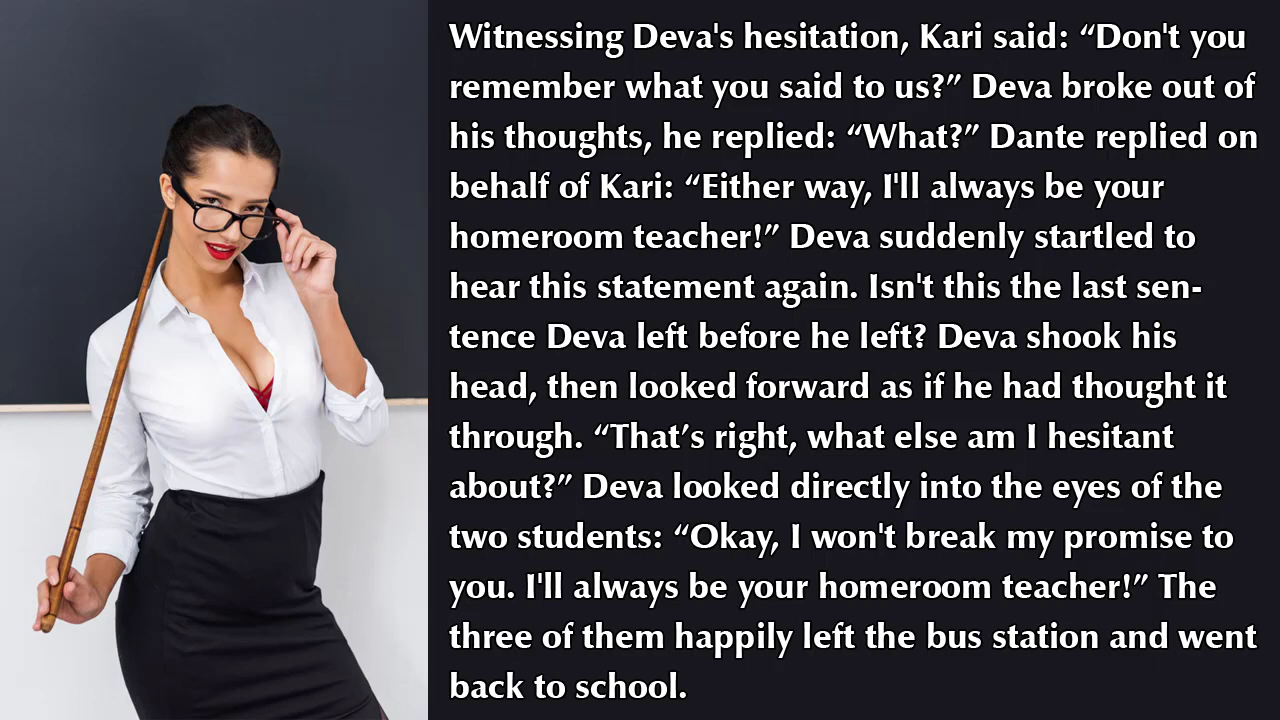 Witnessing Deva's hesitation, Kari said: “Don't you
remember what you said to us?” Deva broke out of
his thoughts, he replied: “What?” Dante replied on
behalf of Kari: “Either way, I'll always be your
homeroom teacher!” Deva suddenly startled to
hear this statement again. Isn't this the last sen-
tence Deva left before he left? Deva shook his
head, then looked forward as if he had thought it
through. “That’s right, what else am I hesitant
about?” Deva looked directly into the eyes of the
two students: “Okay, I won't break my promise to
you. I'll always be your homeroom teacher!” The
three of them happily left the bus station and went
back to school.